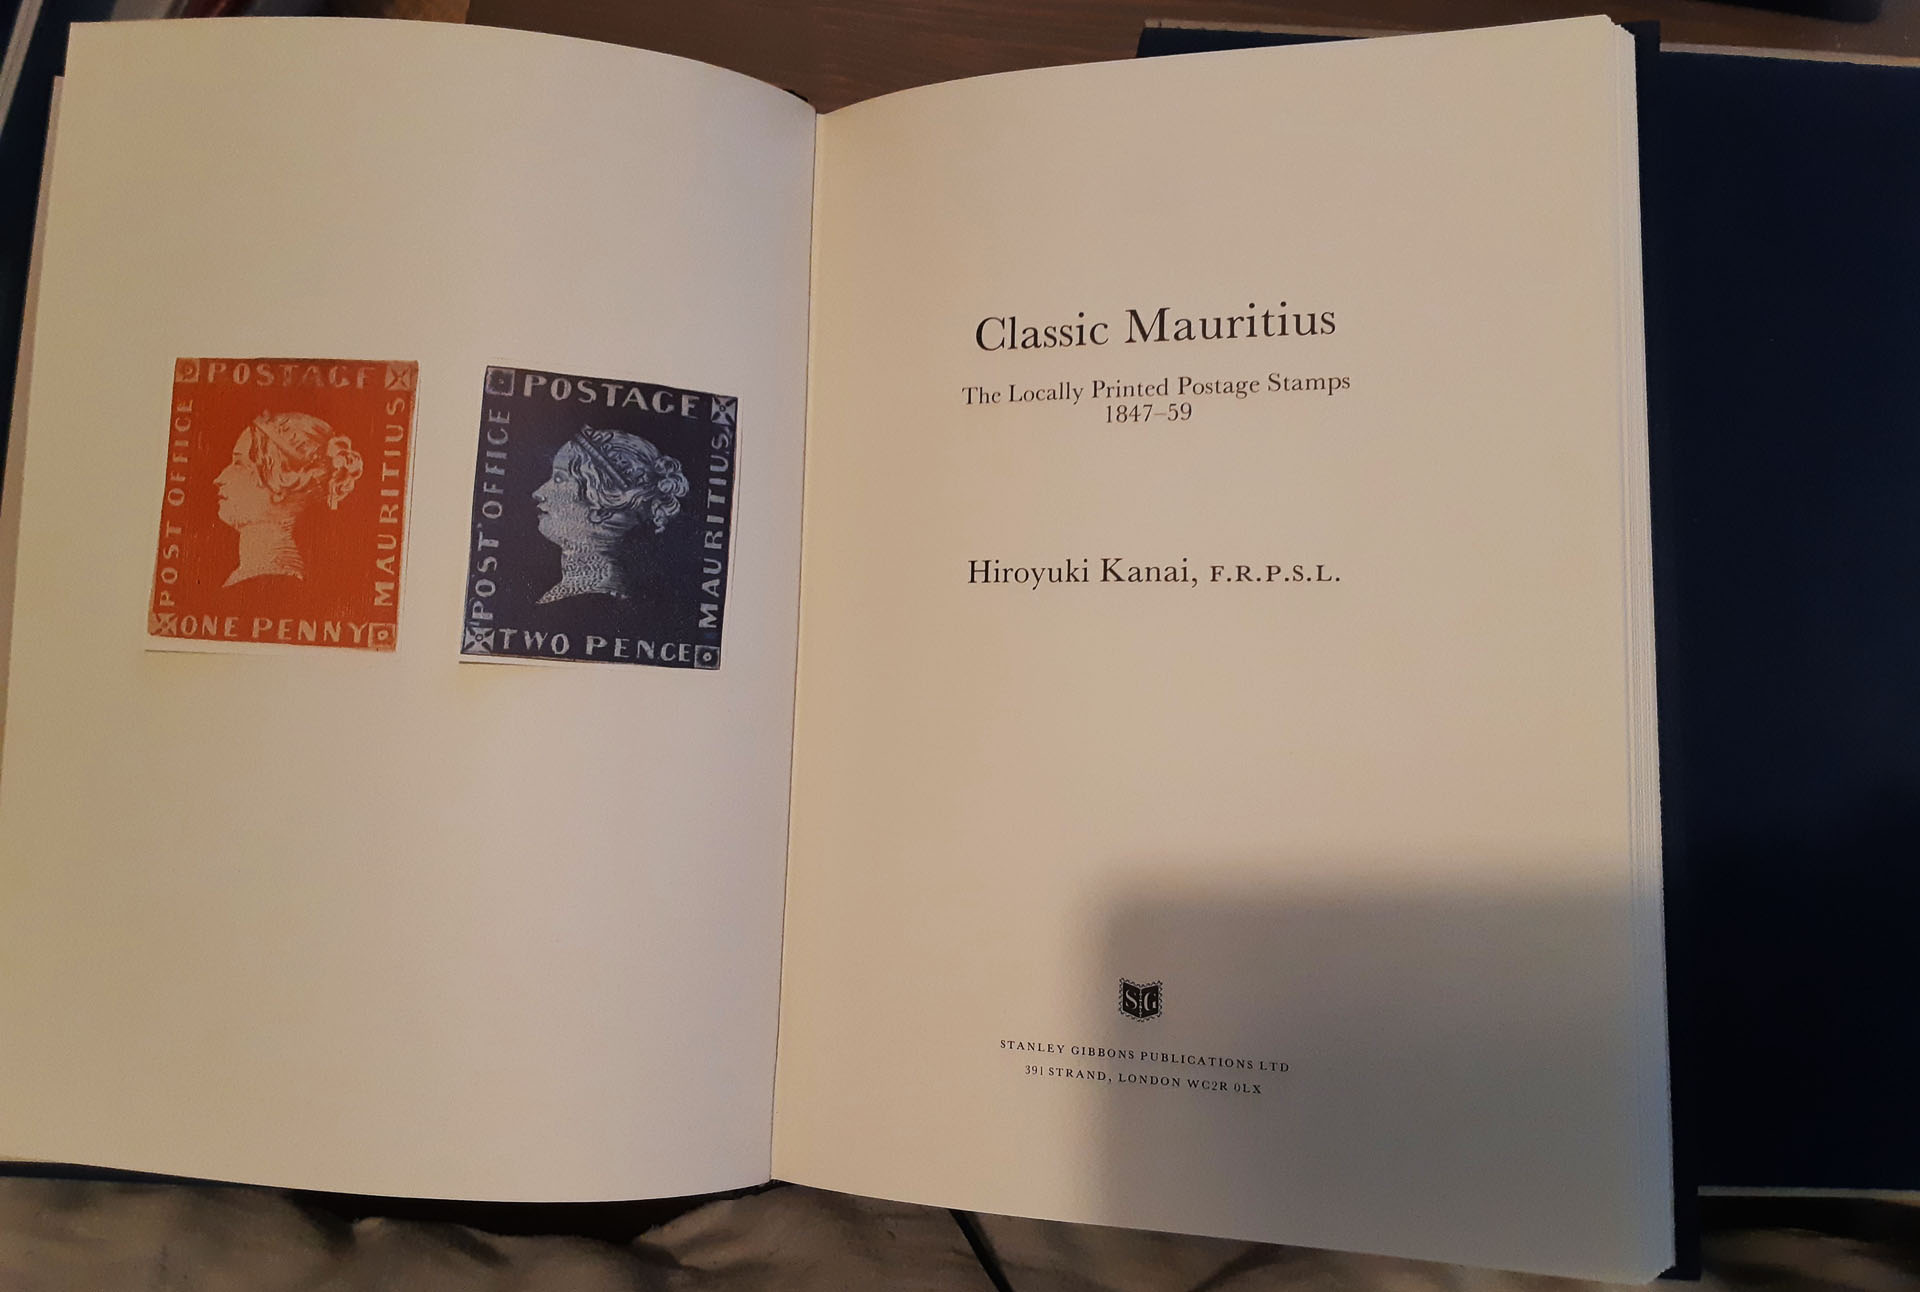 POSTAGE
POST OFFICE
MAURITIUS
ONE PENNY
POSTAGE
POST OFFICE
MAURITIUS
TWO PENCE
Classic Mauritius
The Locally Printed Postage Stamps
1847–59
Hiroyuki Kanai, F.R.P.S.L.
SG
STANLEY GIBBONS PUBLICATIONS LTD
391 STRAND, LONDON WC2R 0LX